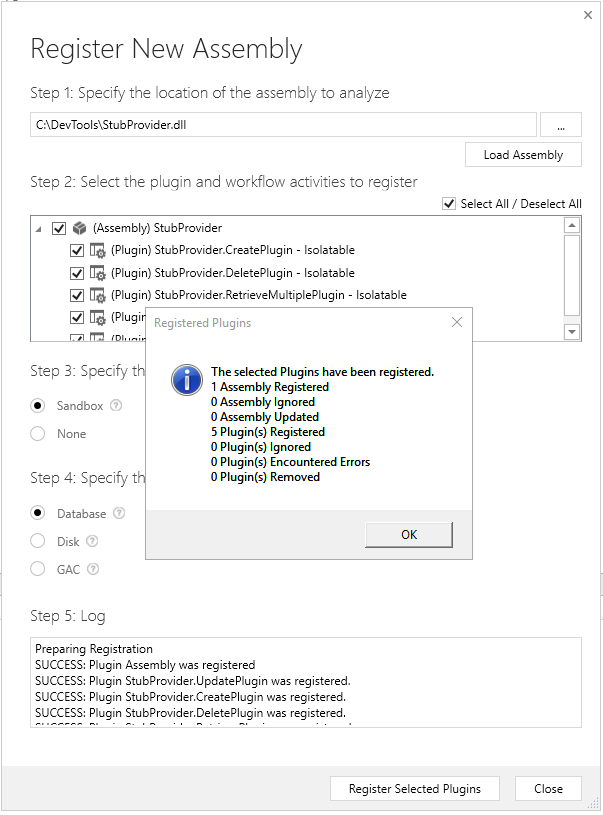 Register New Assembly
Step 1: Specify the location of the assembly to analyze
C:\DevTools\StubProvider.dll
...
Load Assembly
Step 2: Select the plugin and workflow activities to register
Select All / Deselect All
(Assembly) StubProvider
(Plugin) StubProvider.CreatePlugin - Isolatable
(Plugin) StubProvider.DeletePlugin - Isolatable
(Plugin) StubProvider.RetrieveMultiplePlugin - Isolatable
Registered Plugins
The selected Plugins have been registered.
1 Assembly Registered
0 Assembly Ignored
0 Assembly Updated
5 Plugin(s) Registered
0 Plugin(s) Ignored
0 Plugin(s) Encountered Errors
0 Plugin(s) Removed
OK
Step 3: Specify
Sandbox
None
Step 4: Specify
Database
Disk
GAC
Step 5: Log
Preparing Registration
SUCCESS: Plugin Assembly was registered
SUCCESS: Plugin StubProvider.UpdatePlugin was registered.
SUCCESS: Plugin StubProvider.CreatePlugin was registered.
SUCCESS: Plugin StubProvider.DeletePlugin was registered.
Register Selected Plugins
Close